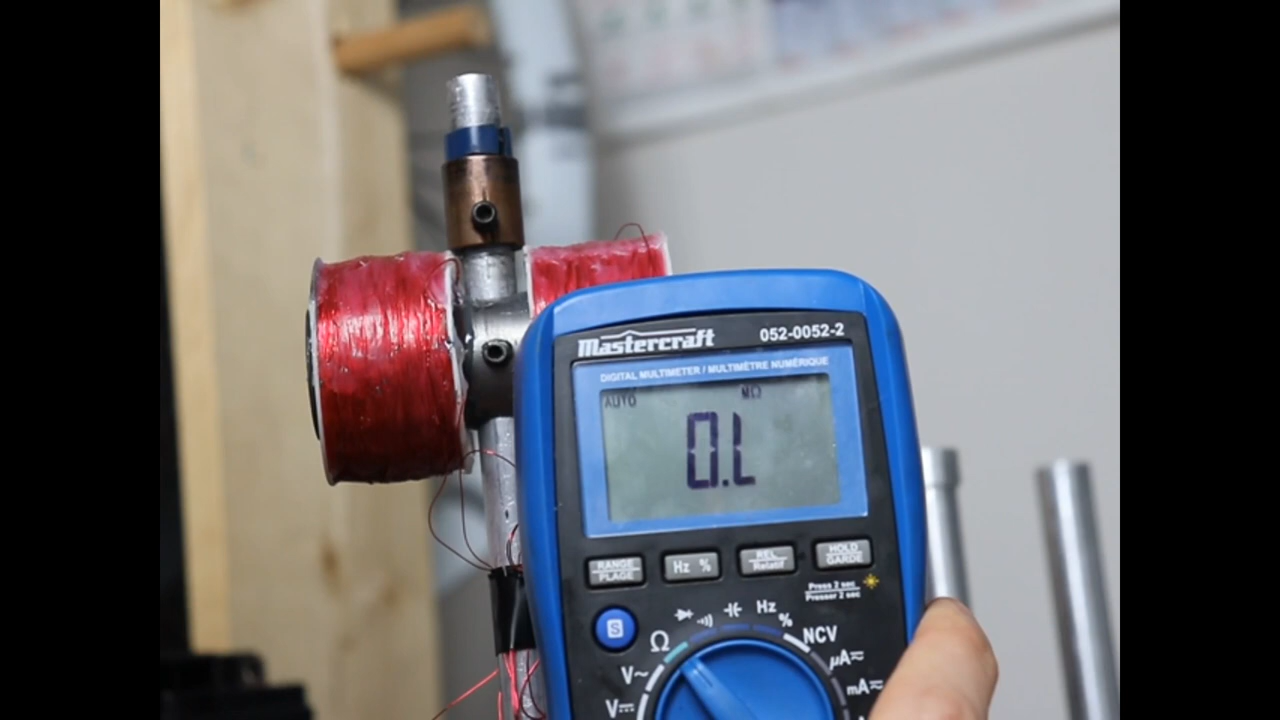 Mastercraft 052-0052-2
DIGITAL MULTIMETER / MULTIMÈTRE NUMÉRIQUE
AUTO MΩ
0.L
RANGE
PLAGE
Hz %
REL
Relatif
HOLD
GARDE
Press 2 sec
Presser 2 sec
S
Ω
Hz
%
NCV
V~
µA
mA
V